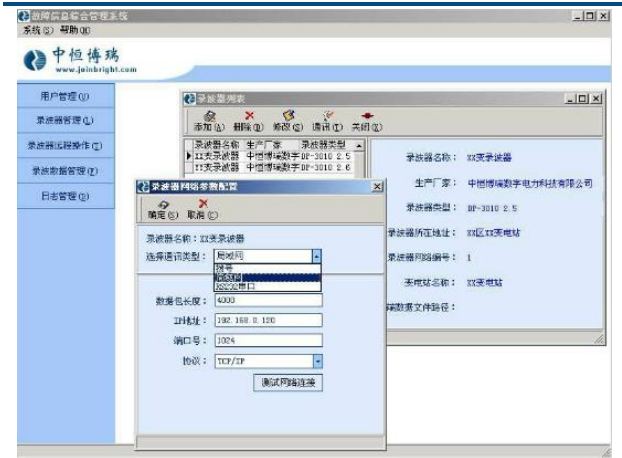 故障信息综合管理系统
系统(S) 帮助(H)
中恒博瑞
www.joinbright.com
用户管理(U)
录波器管理(L)
录波器远程操作(T)
录波数据管理(P)
日志管理(Q)
录波器列表
添加(A) 删除(D) 修改(E) 通讯(T) 关闭(X)
录波器名称 生产厂家 录波器类型
XX变录波器 中恒博瑞数字 DP-3010 2.5
YY变录波器 中恒博瑞数字 DP-3010 2.6
录波器名称： XX变录波器
生产厂家： 中恒博瑞数字电力科技有限公司
录波器类型： DP-3010 2.5
录波器所在地址： XX区XX变电站
录波器网络编号： 1
变电站名称： XX变电站
端数据文件路径：
录波器网络参数配置
确定(S) 取消(C)
录波器名称：XX变录波器
选择通讯类型： 局域网
拨号
局域网
RS232串口
数据包长度： 4000
IP地址： 192.168.0.120
端口号： 1024
协议： TCP/IP
测试网络连接